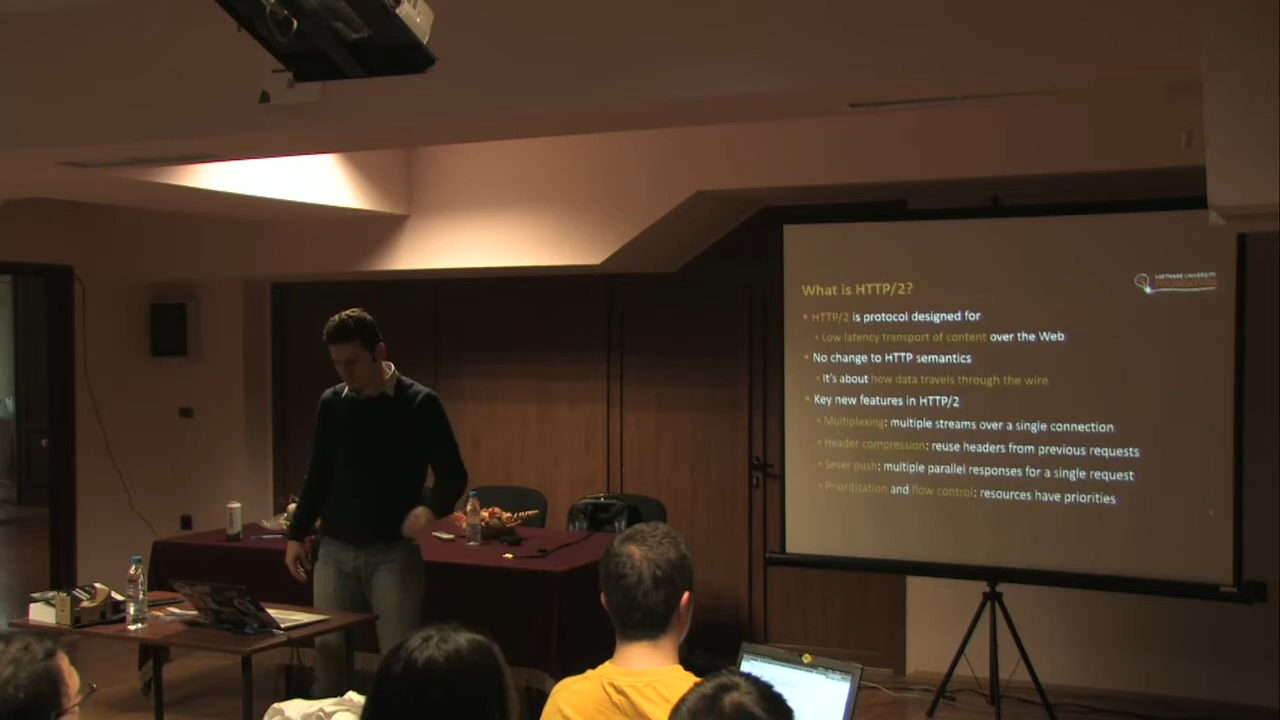 SOFTWARE UNIVERSITY
FOUNDATION
What is HTTP/2?
HTTP/2 is protocol designed for
Low latency transport of content over the Web
No change to HTTP semantics
It's about how data travels through the wire
Key new features in HTTP/2
Multiplexing: multiple streams over a single connection
Header compression: reuse headers from previous requests
Sever push: multiple parallel responses for a single request
Prioritization and flow control: resources have priorities